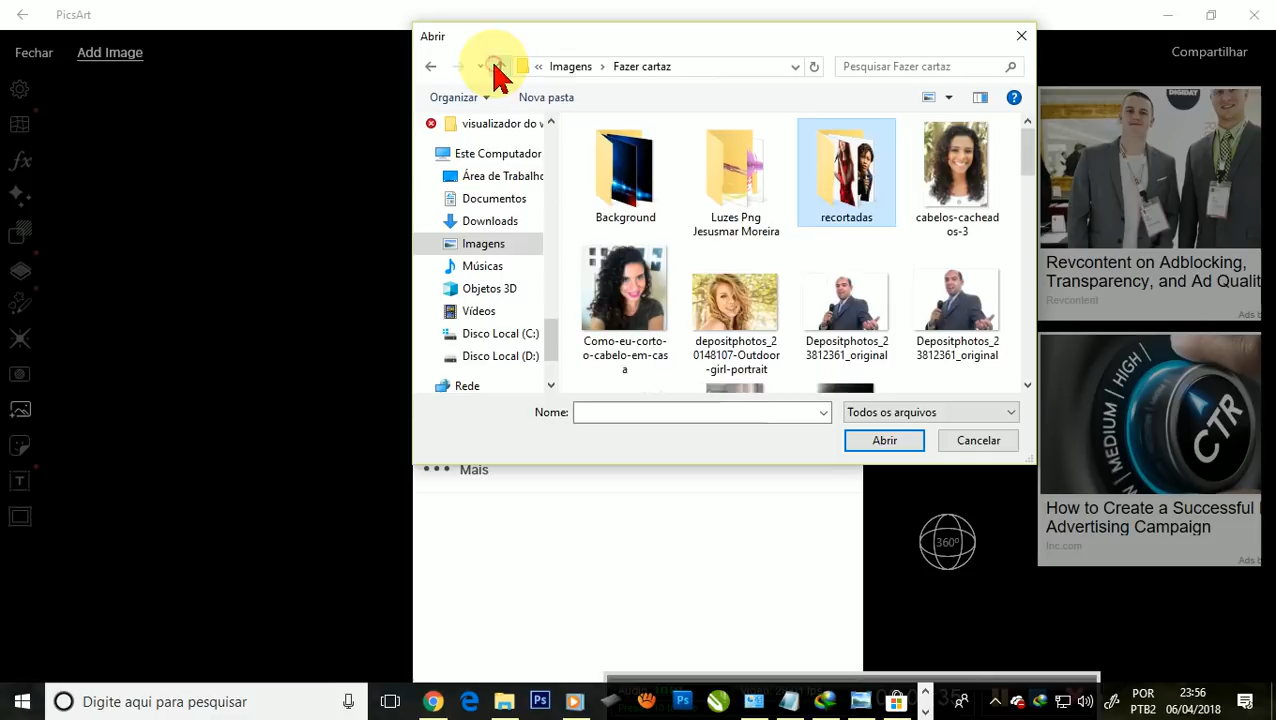 PicsArt
Fechar
Add Image
Compartilhar
Abrir
Imagens
Fazer cartaz
Pesquisar Fazer cartaz
Organizar
Nova pasta
visualizador do w
Este Computador
Área de Trabalho
Documentos
Downloads
Imagens
Músicas
Objetos 3D
Vídeos
Disco Local (C:)
Disco Local (D:)
Rede
Background
Luzes Png
Jesusmar Moreira
recortadas
cabelos-cachead
os-3
Como-eu-corto-
o-cabelo-em-cas
a
depositphotos_2
0148107-Outdoor
-girl-portrait
Depositphotos_2
3812361_original
Depositphotos_2
3812361_original
Nome:
Todos os arquivos
Abrir
Cancelar
Mais
360º
DIGIDAY
Revcontent on Adblocking,
Transparency, and Ad Qualit
Revcontent
Ads b
HIGH
MEDIUM
CTR
How to Create a Successful
Advertising Campaign
Inc.com
Ads b
Digite aqui para pesquisar
POR
PTB2
23:56
06/04/2018